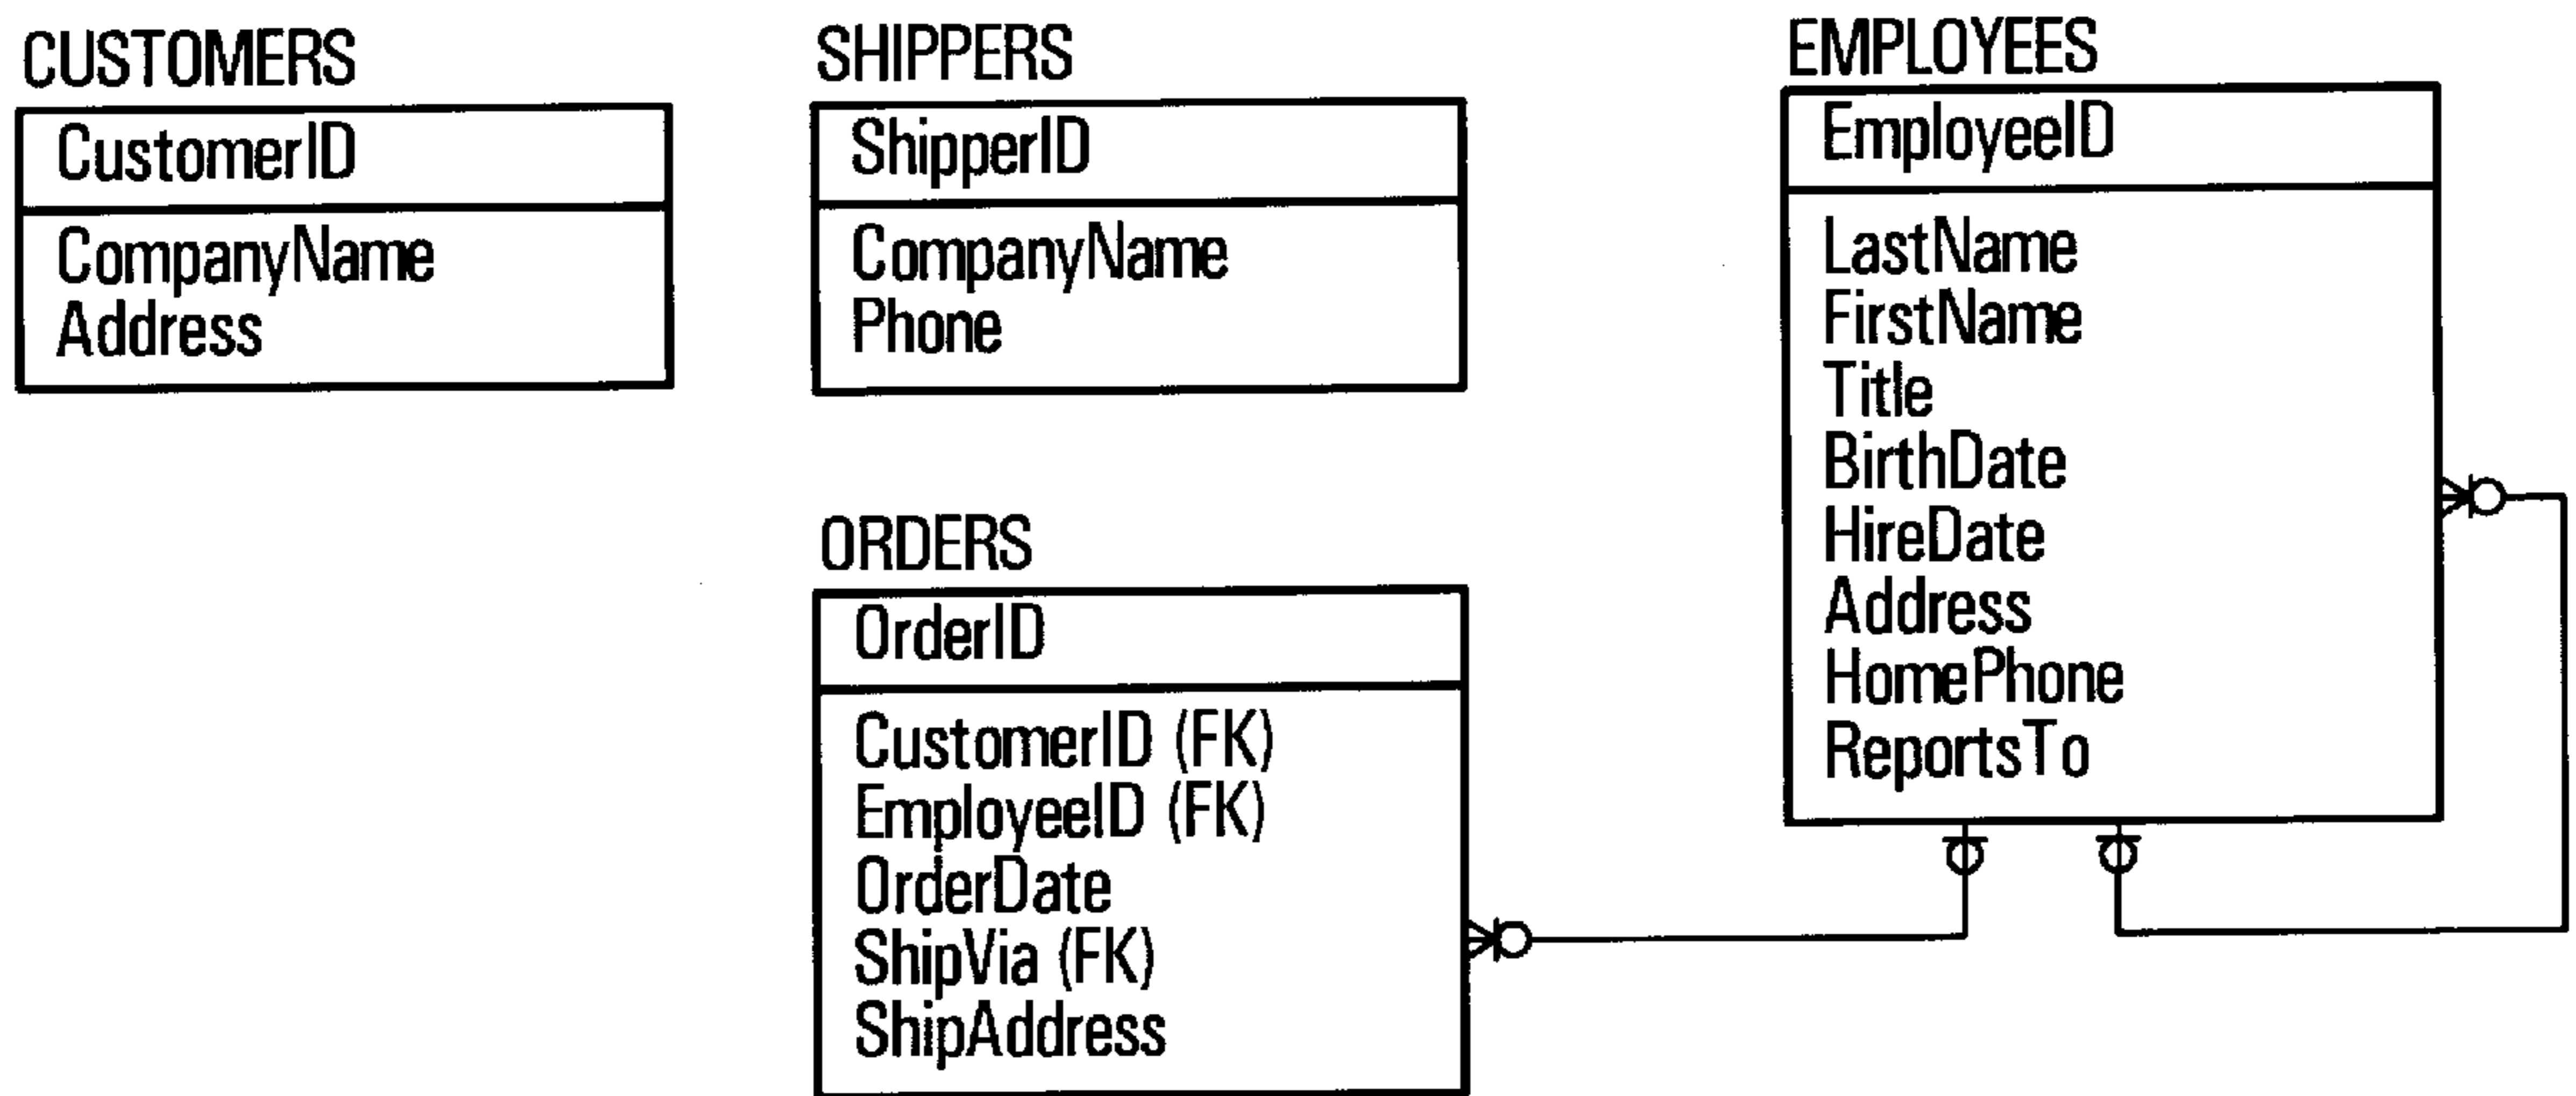 CUSTOMERS
CustomerID
CompanyName
Address
SHIPPERS
ShipperID
CompanyName
Phone
EMPLOYEES
EmployeeID
LastName
FirstName
Title
BirthDate
HireDate
Address
HomePhone
ReportsTo
ORDERS
OrderID
CustomerID (FK)
EmployeeID (FK)
OrderDate
ShipVia (FK)
ShipAddress